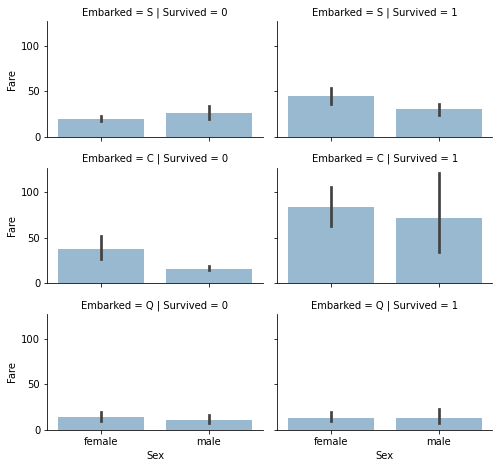 Embarked = S | Survived = 0
Embarked = S | Survived = 1
100
50
0
Fare
Embarked = C | Survived = 0
Embarked = C | Survived = 1
100
50
0
Fare
Embarked = Q | Survived = 0
Embarked = Q | Survived = 1
100
50
0
Fare
female male
female male
Sex
Sex